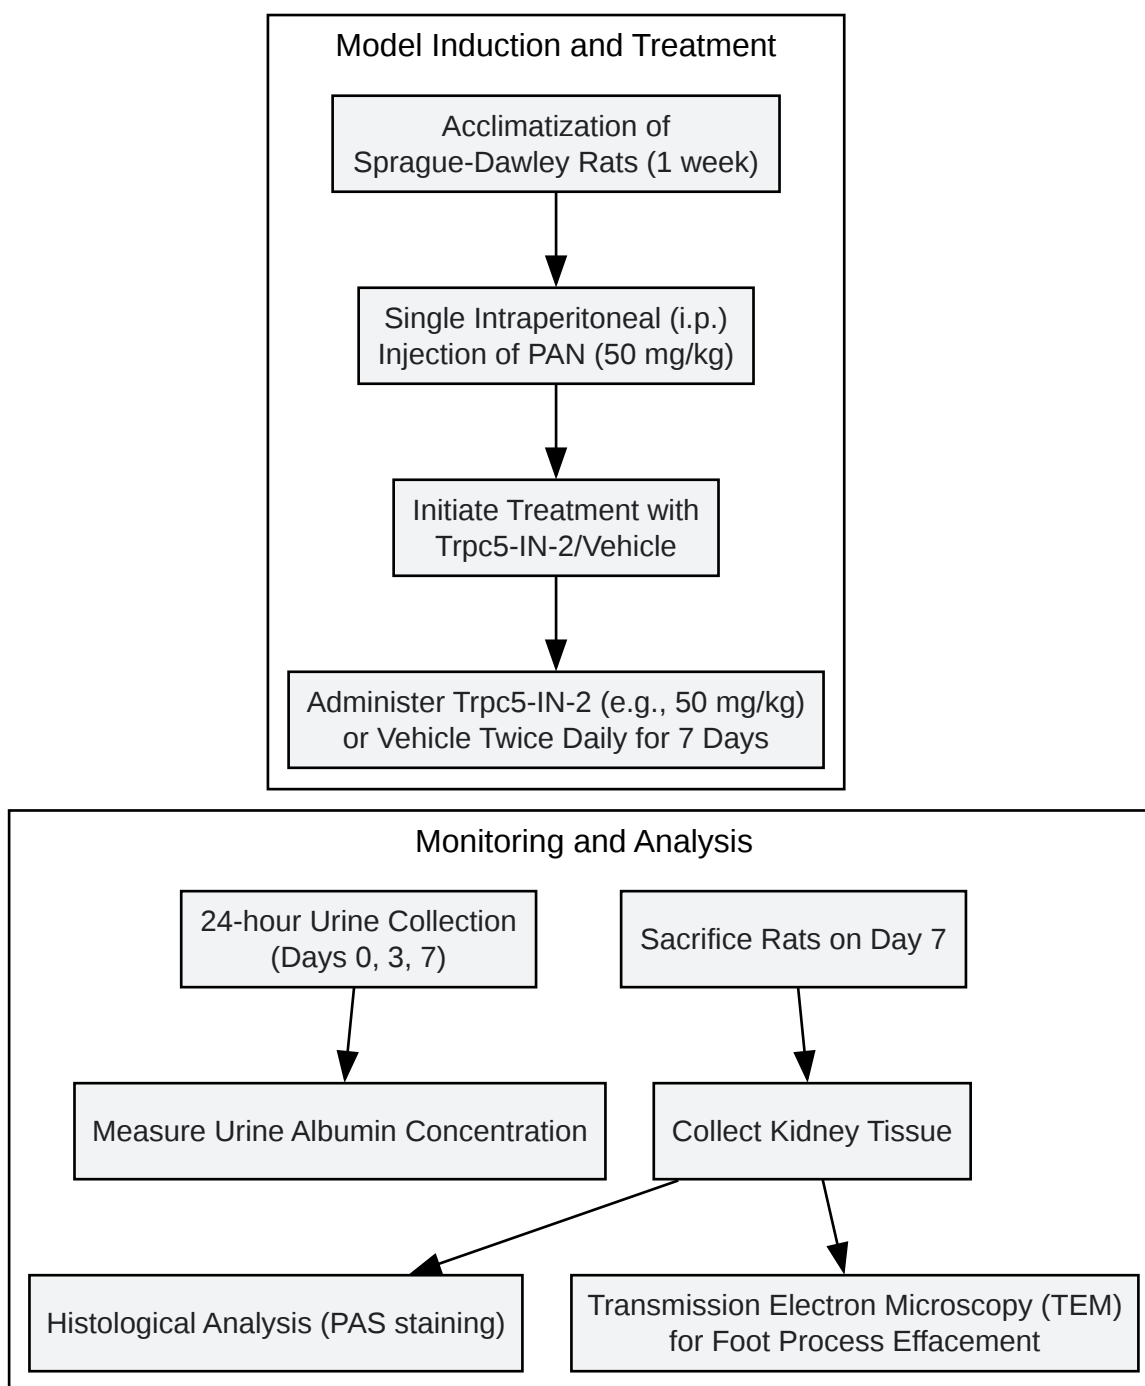 Model Induction and Treatment
Acclimatization of
Sprague-Dawley Rats (1 week)
Single Intraperitoneal (i.p.)
Injection of PAN (50 mg/kg)
Initiate Treatment with
Trpc5-IN-2/Vehicle
Administer Trpc5-IN-2 (e.g., 50 mg/kg)
or Vehicle Twice Daily for 7 Days
Monitoring and Analysis
24-hour Urine Collection
(Days 0, 3, 7)
Sacrifice Rats on Day 7
Measure Urine Albumin Concentration
Collect Kidney Tissue
Histological Analysis (PAS staining)
Transmission Electron Microscopy (TEM)
for Foot Process Effacement